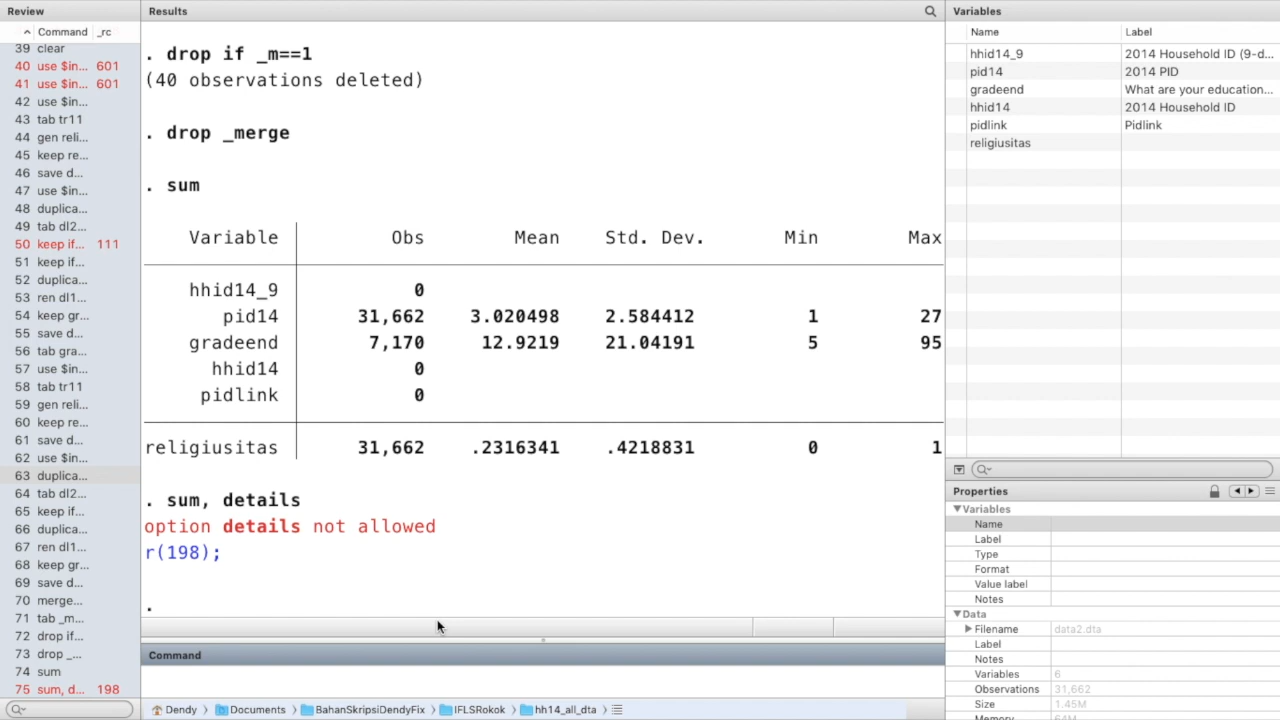 Review
Command _rc
39 clear
40 use $in... 601
41 use $in... 601
42 use $in...
43 tab tr11
44 gen reli...
45 keep re...
46 save d...
47 use $in...
48 duplica...
49 tab dl2...
50 keep if... 111
51 keep if...
52 duplica...
53 ren dl1...
54 keep gr...
55 save d...
56 tab gra...
57 use $in...
58 tab tr11
59 gen reli...
60 keep re...
61 save d...
62 use $in...
63 duplica...
64 tab dl2...
65 keep if...
66 duplica...
67 ren dl1...
68 keep gr...
69 save d...
70 merge...
71 tab _m...
72 drop if...
73 drop _...
74 sum
75 sum, d... 198
Results
. drop if _m==1
(40 observations deleted)
. drop _merge
. sum
Variable Obs Mean Std. Dev. Min Max
hhid14_9 0
pid14 31,662 3.020498 2.584412 1 27
gradeend 7,170 12.9219 21.04191 5 95
hhid14 0
pidlink 0
religiusitas 31,662 .2316341 .4218831 0 1
. sum, details
option details not allowed
r(198);
.
Command
Dendy Documents BahanSkripsiDendyFix IFLSRokok hh14_all_dta
Variables
Name Label
hhid14_9 2014 Household ID (9-d...
pid14 2014 PID
gradeend What are your education...
hhid14 2014 Household ID
pidlink Pidlink
religiusitas
Properties
Variables
Name
Label
Type
Format
Value label
Notes
Data
Filename data2.dta
Label
Notes
Variables 6
Observations 31,662
Size 1.45M
Memory 64M